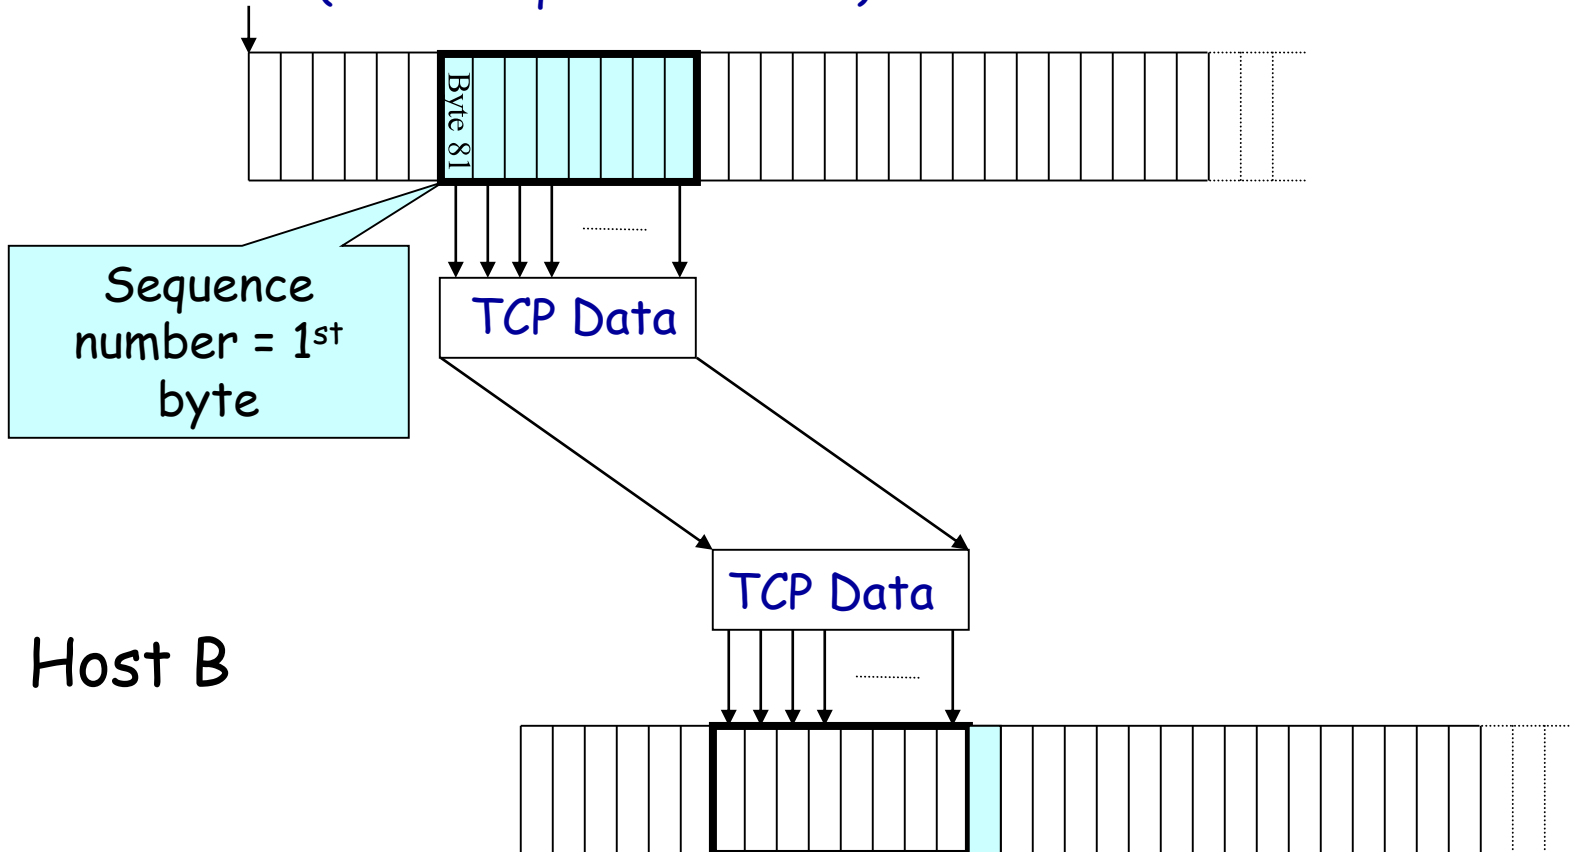 Byte 81
Sequence
number = 1st
byte
TCP Data
TCP Data
Host B